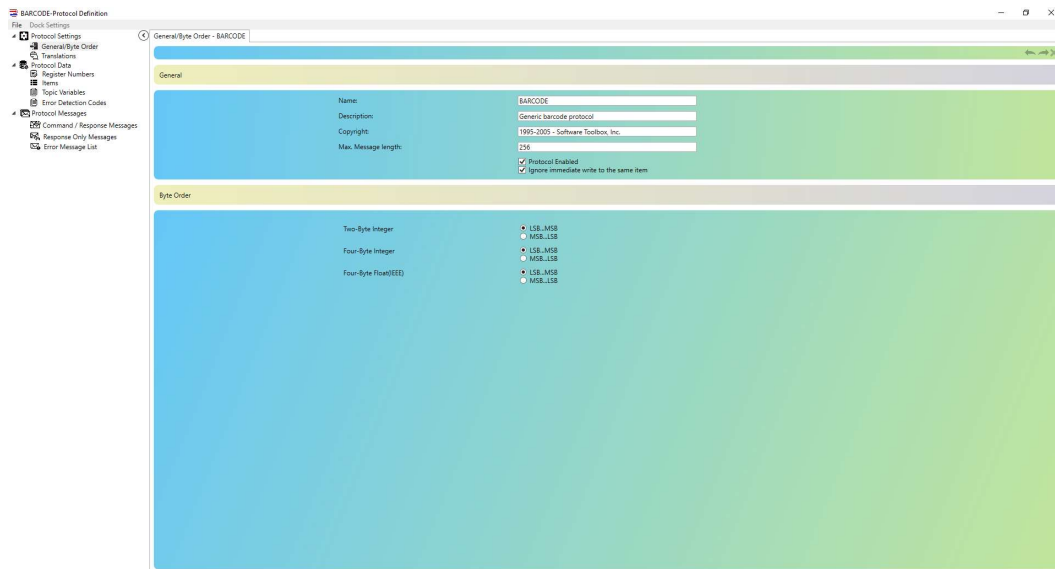 BARCODE-Protocol Definition
File Dock Settings
Protocol Settings
General/Byte Order
Translations
Protocol Data
Register Numbers
Items
Topic Variables
Error Detection Codes
Protocol Messages
Command / Response Messages
Response Only Messages
Error Message List
General/Byte Order - BARCODE
General
Name: BARCODE
Description: Generic barcode protocol
Copyright: 1995-2005 - Software Toolbox, Inc.
Max. Message length: 256
Protocol Enabled
Ignore immediate write to the same item
Byte Order
Two-Byte Integer LSB...MSB
MSB...LSB
Four-Byte Integer LSB...MSB
MSB...LSB
Four-Byte Float(IEEE) LSB...MSB
MSB...LSB